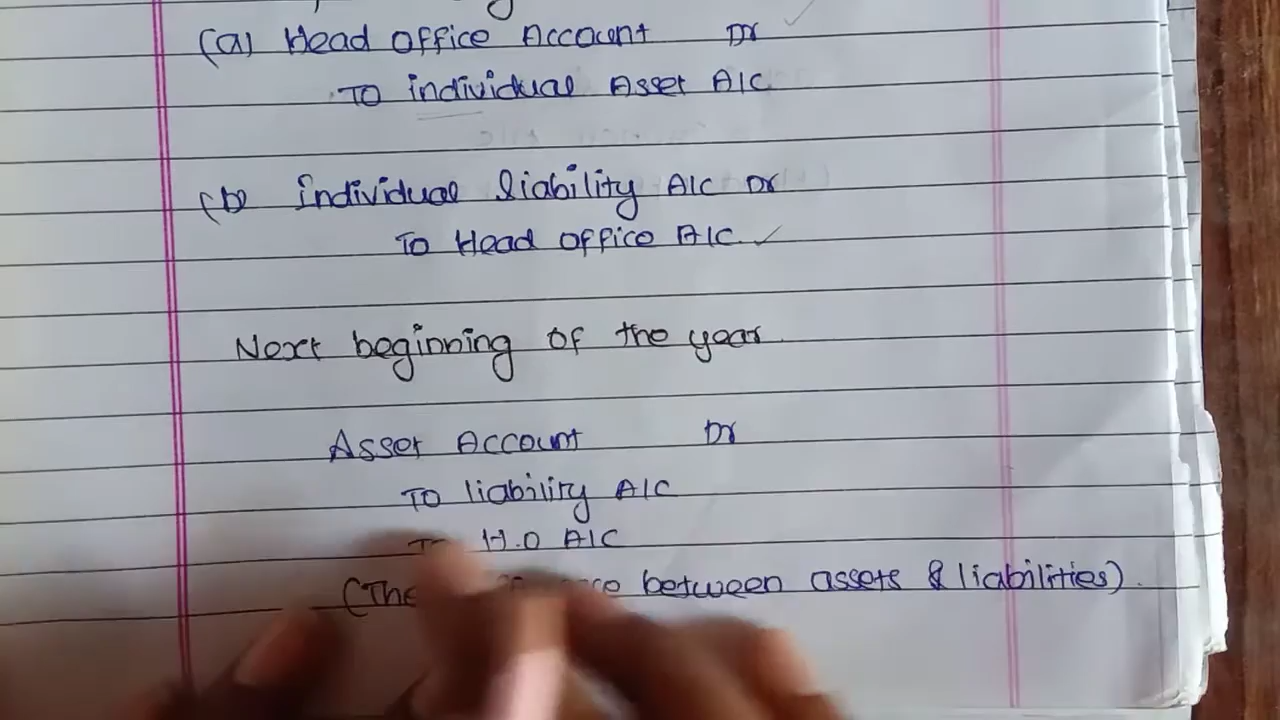 (a) Head office Account Dr
To individual Asset A/C
(b) Individual liability A/C Dr
To Head office A/C
Next beginning of the year
Asset Account Dr
To liability A/C
To H.O A/C
(The between assets & liabilities).